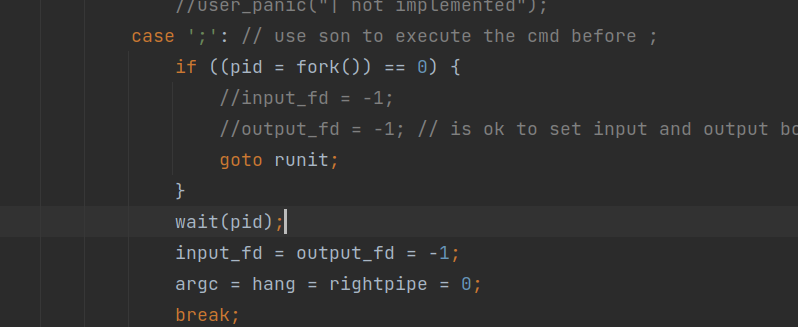 //user_panic("| not implemented");
case ';': // use son to execute the cmd before ;
if ((pid = fork()) == 0) {
//input_fd = -1;
//output_fd = -1; // is ok to set input and output bo
goto runit;
}
wait(pid);
input_fd = output_fd = -1;
argc = hang = rightpipe = 0;
break;